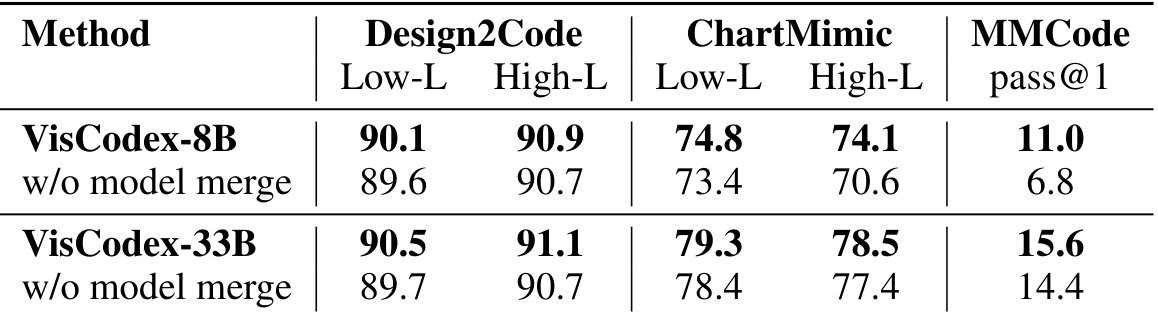 Method Design2Code ChartMimic MMCode
Low-L High-L Low-L High-L pass@1
VisCodex-8B 90.1 90.9 74.8 74.1 11.0
w/o model merge 89.6 90.7 73.4 70.6 6.8
VisCodex-33B 90.5 91.1 79.3 78.5 15.6
w/o model merge 89.7 90.7 78.4 77.4 14.4